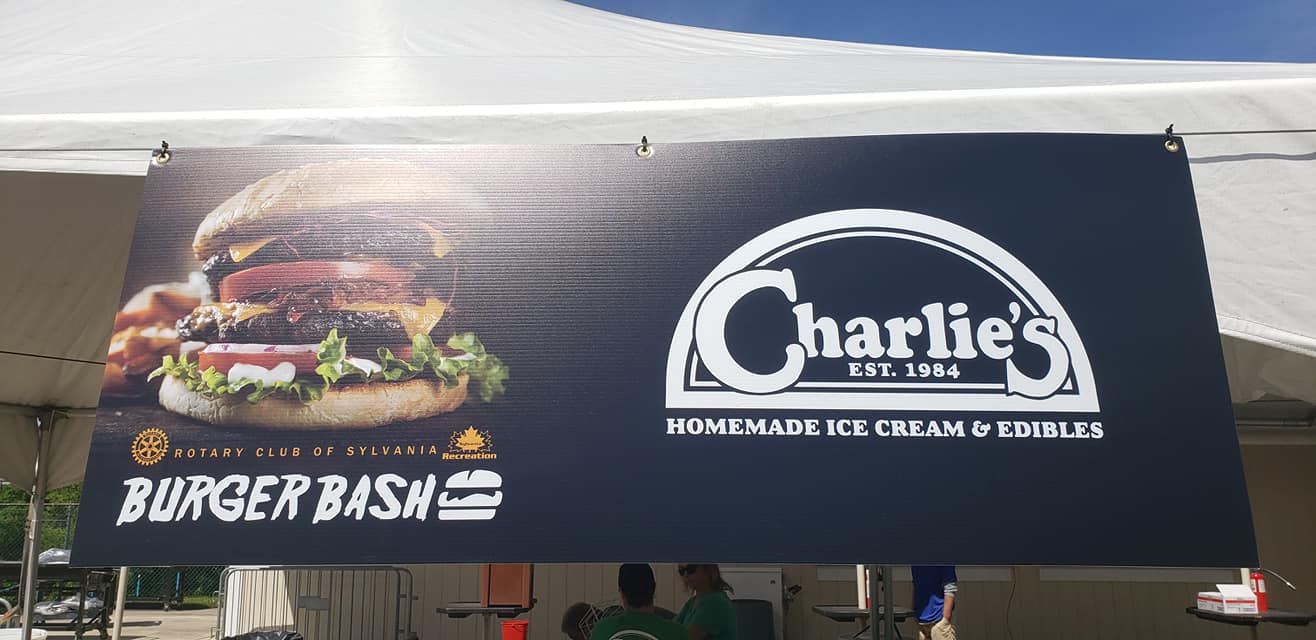 ROTARY CLUB OF SYLVANIA
Recreation
BURGER BASH
Charlie's
EST. 1984
HOMEMADE ICE CREAM & EDIBLES